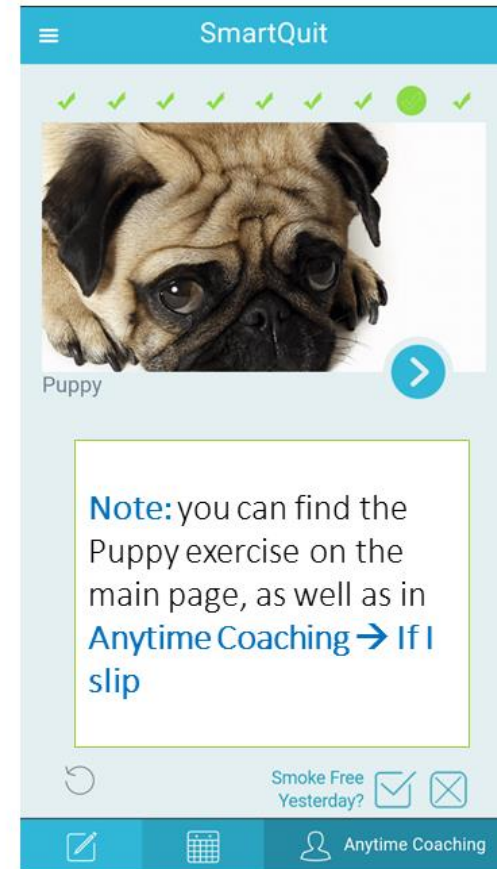 SmartQuit
Puppy
Note: you can find the
Puppy exercise on the
main page, as well as in
Anytime Coaching → If I
slip
Smoke Free
Yesterday?
Anytime Coaching